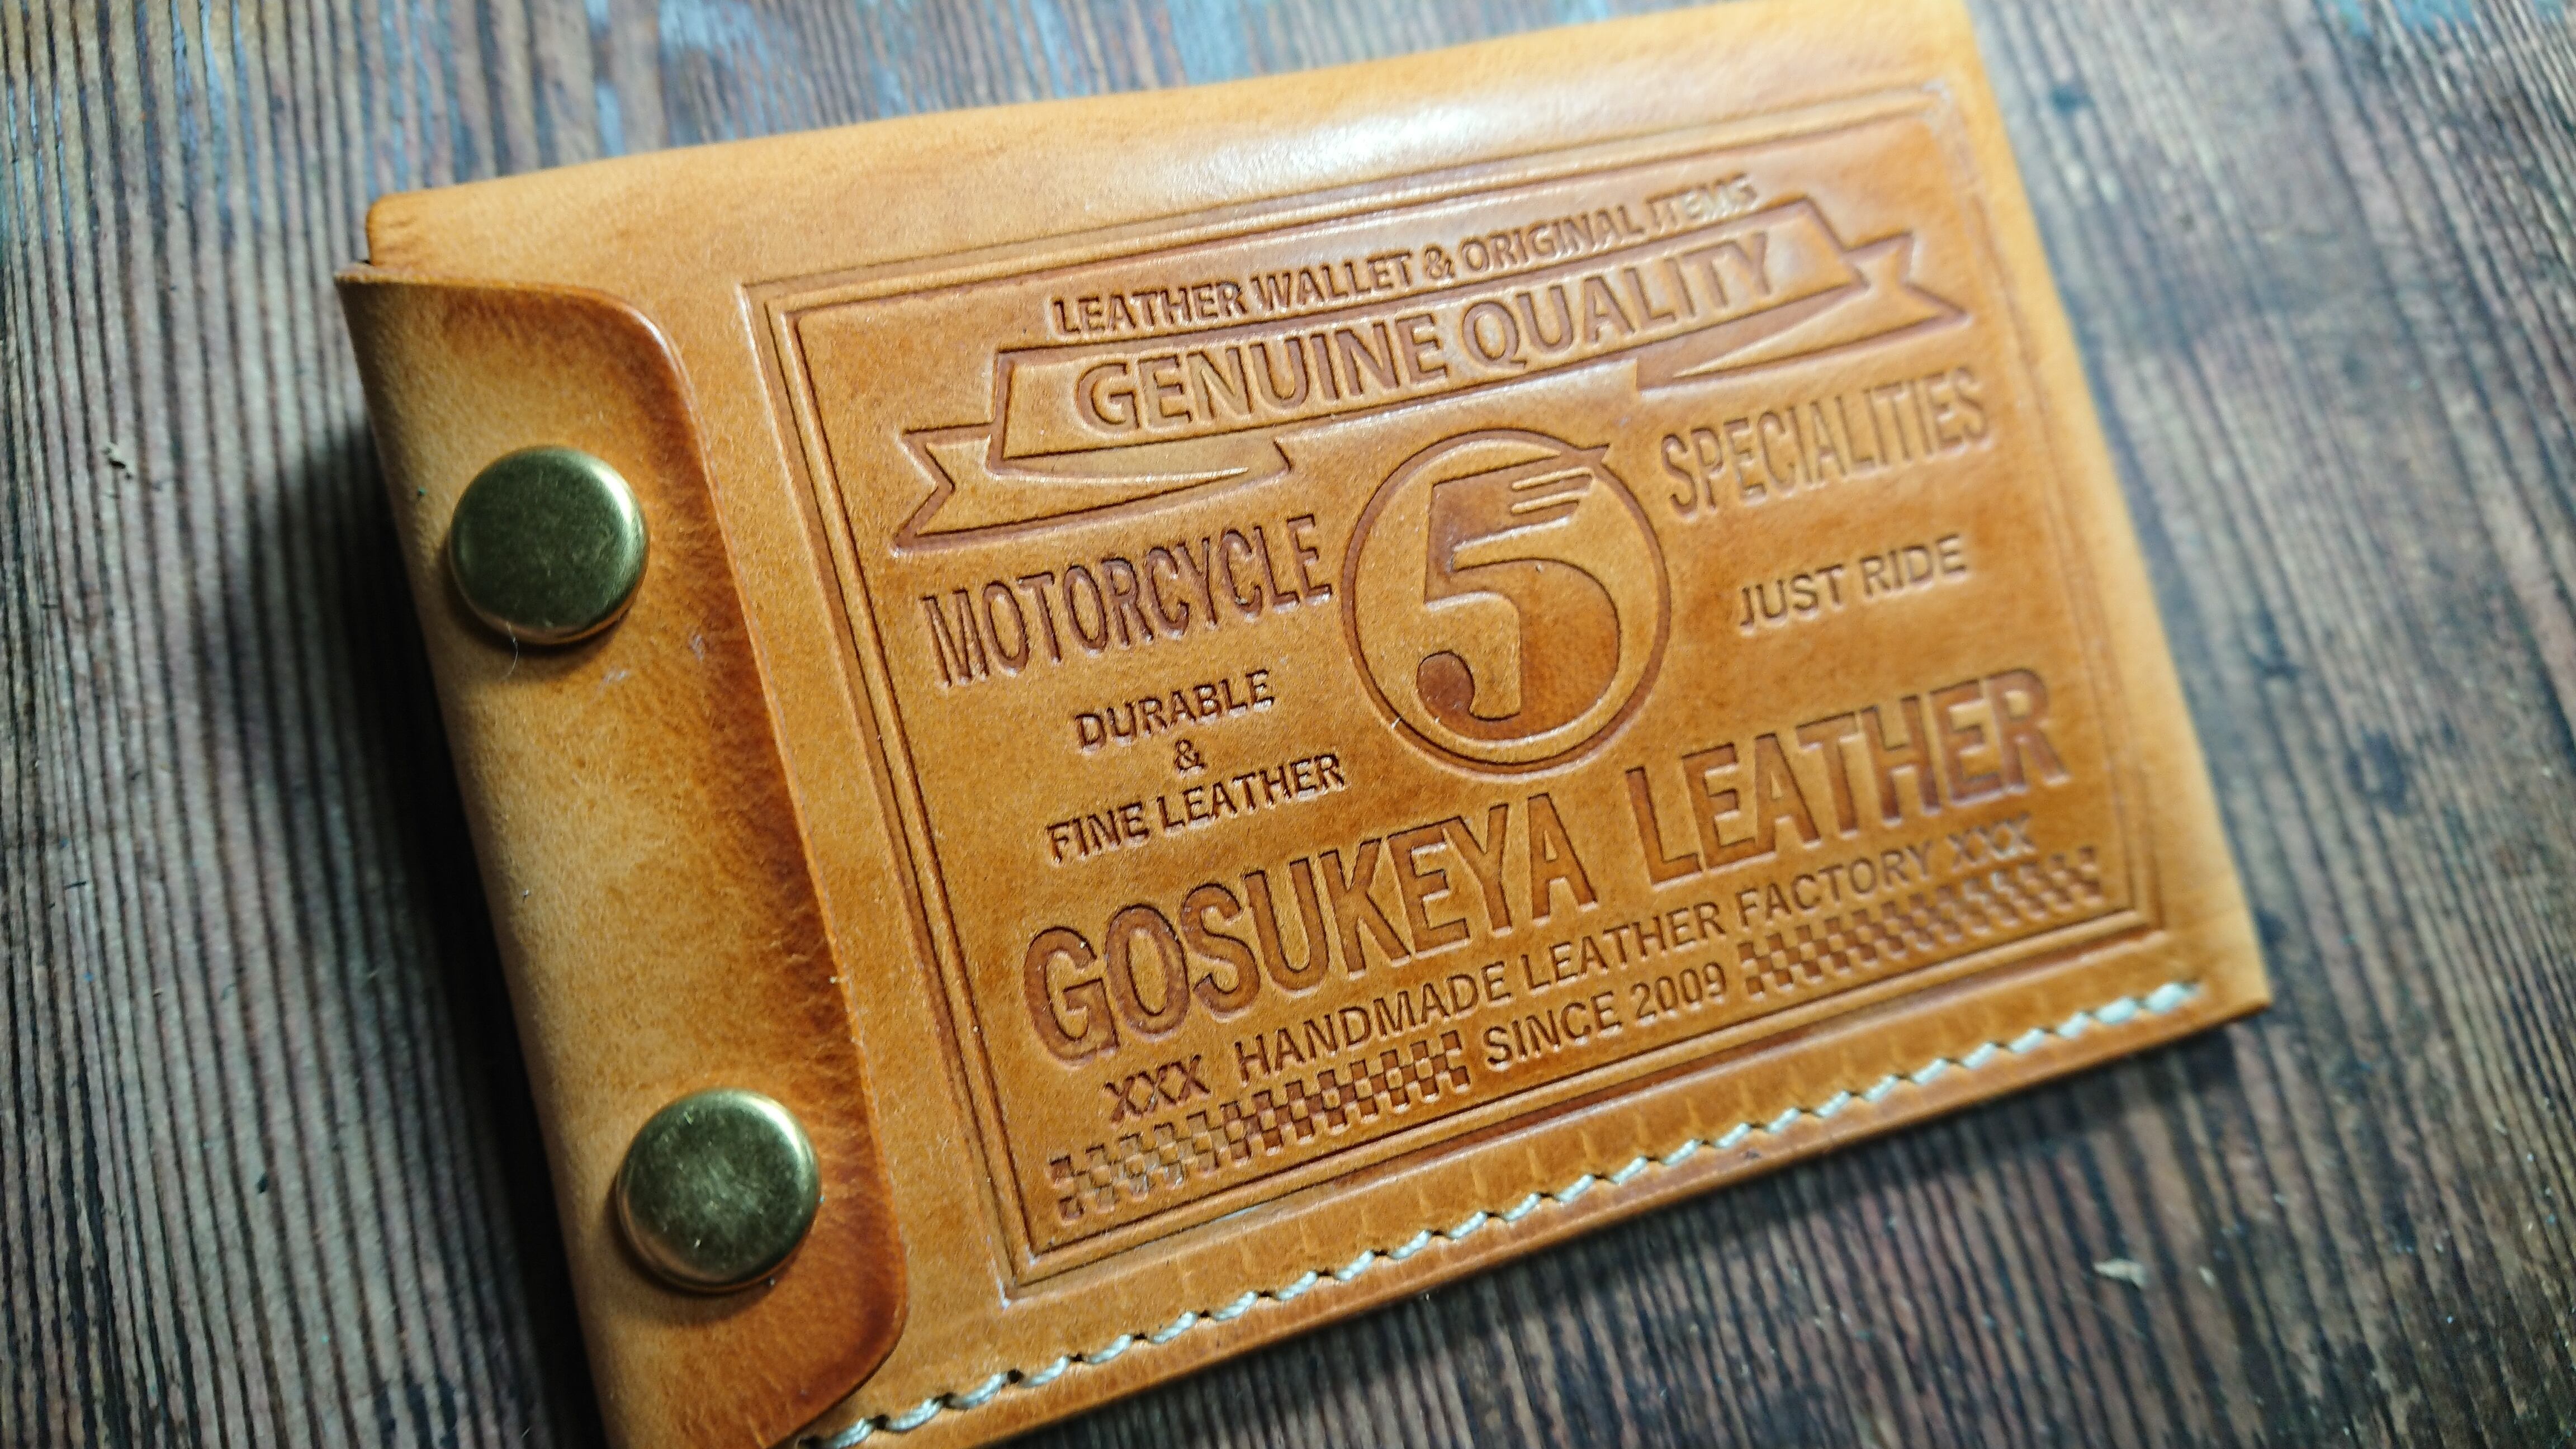 LEATHER WALLET & ORIGINAL ITEMS
GENUINE QUALITY
MOTORCYCLE 5 SPECIALITIES
JUST RIDE
DURABLE
&
FINE LEATHER
GOSUKEYA LEATHER
XXX HANDMADE LEATHER FACTORY XXX
SINCE 2009